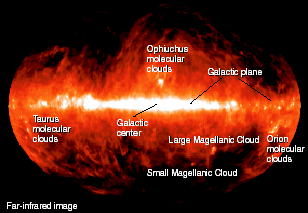 Ophiuchus
molecular
clouds
Galactic plane
Taurus
molecular
clouds
Galactic
center
Large Magellanic Cloud
Orion
molecular
clouds
Small Magellanic Cloud
Far-infrared image